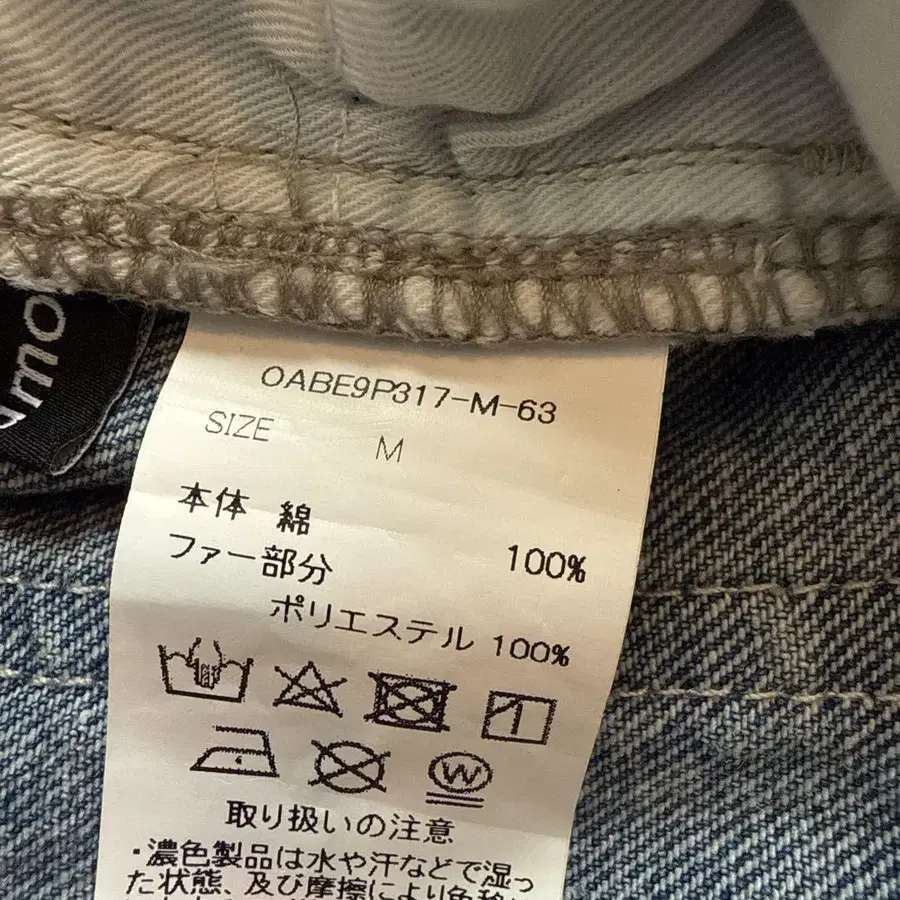 OABE9P317-M-63
SIZE M
本体 綿 100%
ファー部分
ポリエステル 100%
W
取り扱いの注意
・濃色製品は水や汗などで湿っ
た状態、及び摩擦により色移